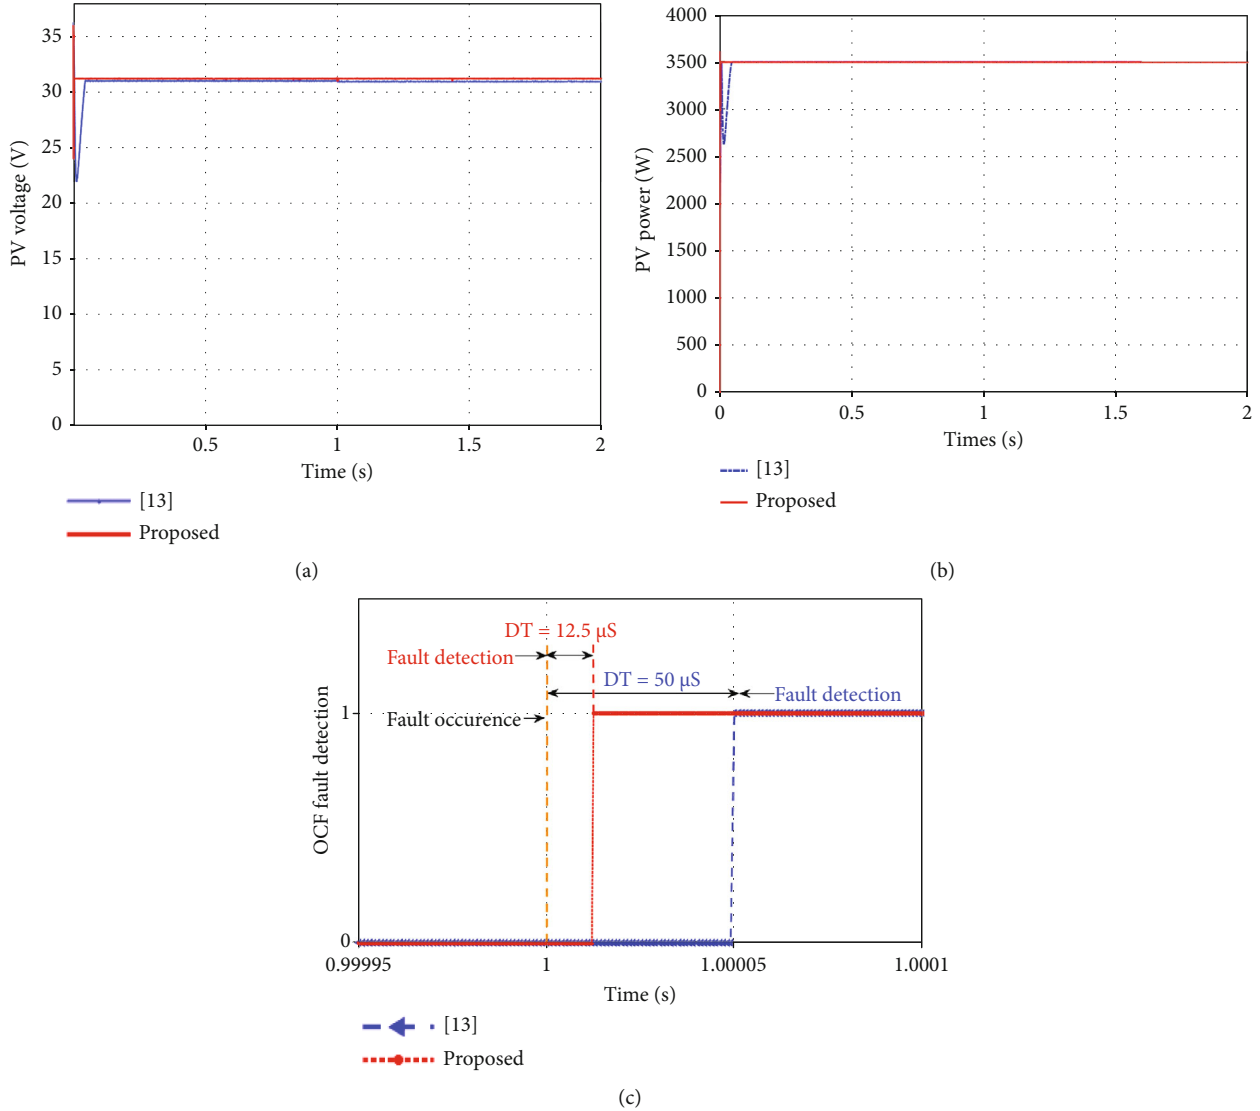 35
30
25
20
15
10
5
0
PV voltage (V)
0.5
1
1.5
2
Time (s)
[13]
Proposed
(a)
4000
3500
3000
2500
2000
1500
1000
500
0
PV power (W)
0
0.5
1
1.5
2
Times (s)
[13]
Proposed
(b)
DT = 12.5 µS
Fault detection
DT = 50 µS
Fault detection
Fault occurence
1
0
OCF fault detection
0.99995
1
1.00005
1.0001
Time (s)
[13]
Proposed
(c)